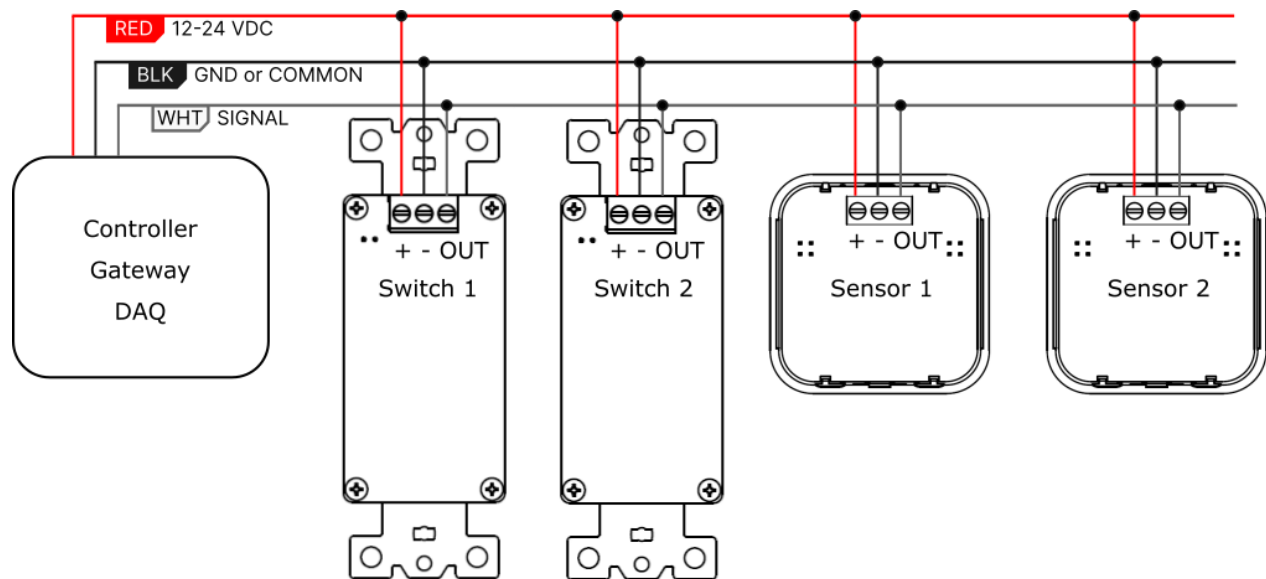 RED 12-24 VDC
BLK GND or COMMON
WHT SIGNAL
Controller
Gateway
DAQ
+ - OUT
Switch 1
+ - OUT
Switch 2
+ - OUT
Sensor 1
+ - OUT
Sensor 2